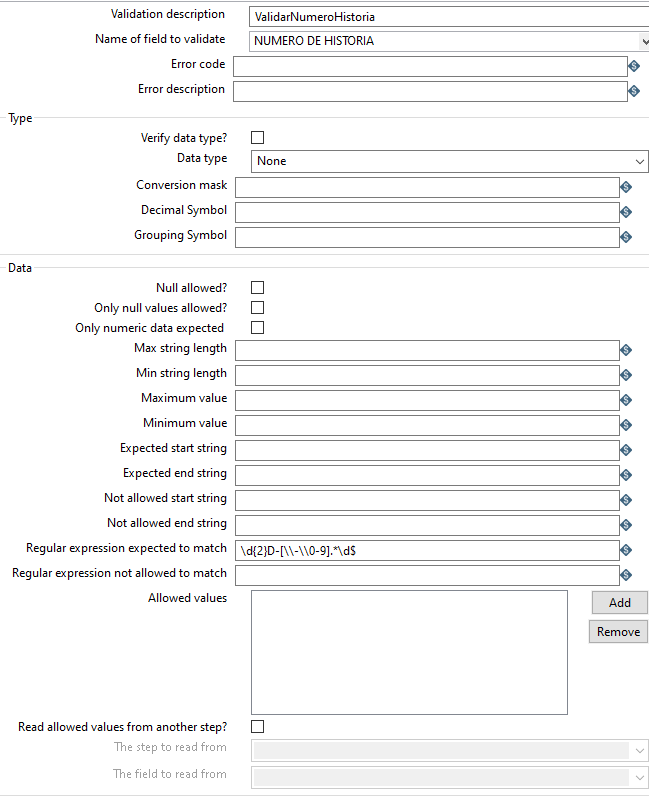 Validation description ValidarNumeroHistoria
Name of field to validate NUMERO DE HISTORIA
Error code
Error description
Type
Verify data type?
Data type None
Conversion mask
Decimal Symbol
Grouping Symbol
Data
Null allowed?
Only null values allowed?
Only numeric data expected
Max string length
Min string length
Maximum value
Minimum value
Expected start string
Expected end string
Not allowed start string
Not allowed end string
Regular expression expected to match \d{2}D-[\\-\\0-9].*\d$
Regular expression not allowed to match
Allowed values
Add
Remove
Read allowed values from another step?
The step to read from
The field to read from